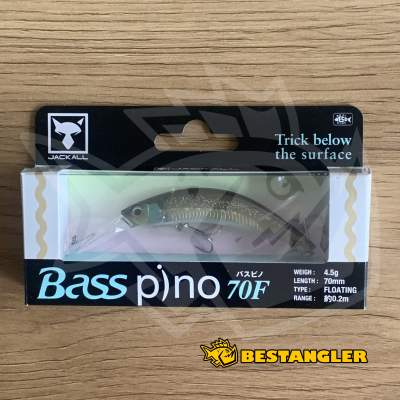 JACKALL
Trick below
the surface
Bass pino 70F
バスピノ
WEIGH : 4.5g
LENGTH : 70mm
TYPE : FLOATING
RANGE : 約0.2m
BESTANGLER